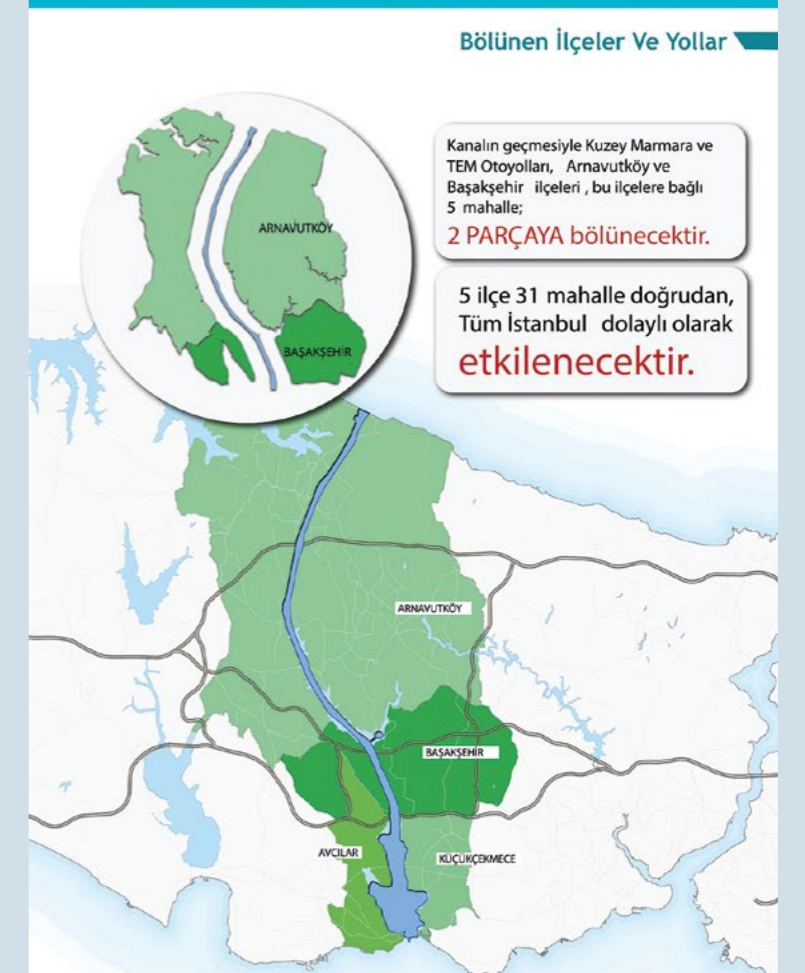 Bölünen İlçeler Ve Yollar
Kanalın geçmesiyle Kuzey Marmara ve
TEM Otoyolları, Arnavutköy ve
Başakşehir ilçeleri , bu ilçelere bağlı
5 mahalle;
2 PARÇAYA bölünecektir.
5 ilçe 31 mahalle doğrudan,
Tüm İstanbul dolaylı olarak
etkilenecektir.
ARNAVUTKÖY
BAŞAKŞEHİR
ARNAVUTKÖY
BAŞAKŞEHİR
AVCILAR
KÜÇÜKÇEKMECE